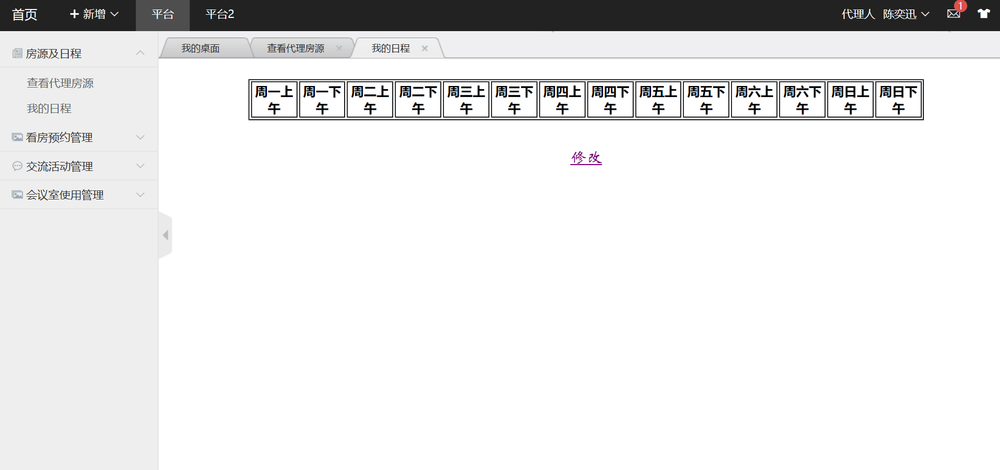 首页 新增 平台 平台2 代理人 陈奕迅 1
我的桌面 查看代理房源 我的日程
房源及日程
查看代理房源
我的日程
看房预约管理
交流活动管理
会议室使用管理
周一上午 周一下午 周二上午 周二下午 周三上午 周三下午 周四上午 周四下午 周五上午 周五下午 周六上午 周六下午 周日上午 周日下午
修改